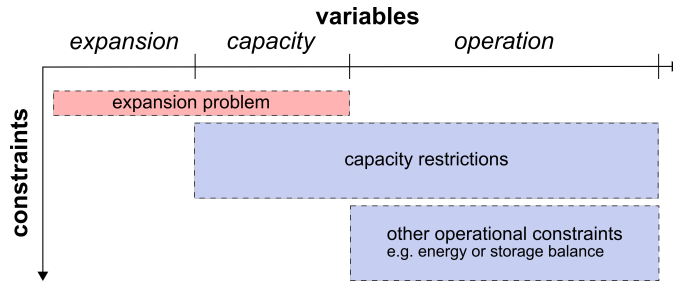 variables
expansion
capacity
operation
constraints
expansion problem
capacity restrictions
other operational constraints
e.g. energy or storage balance